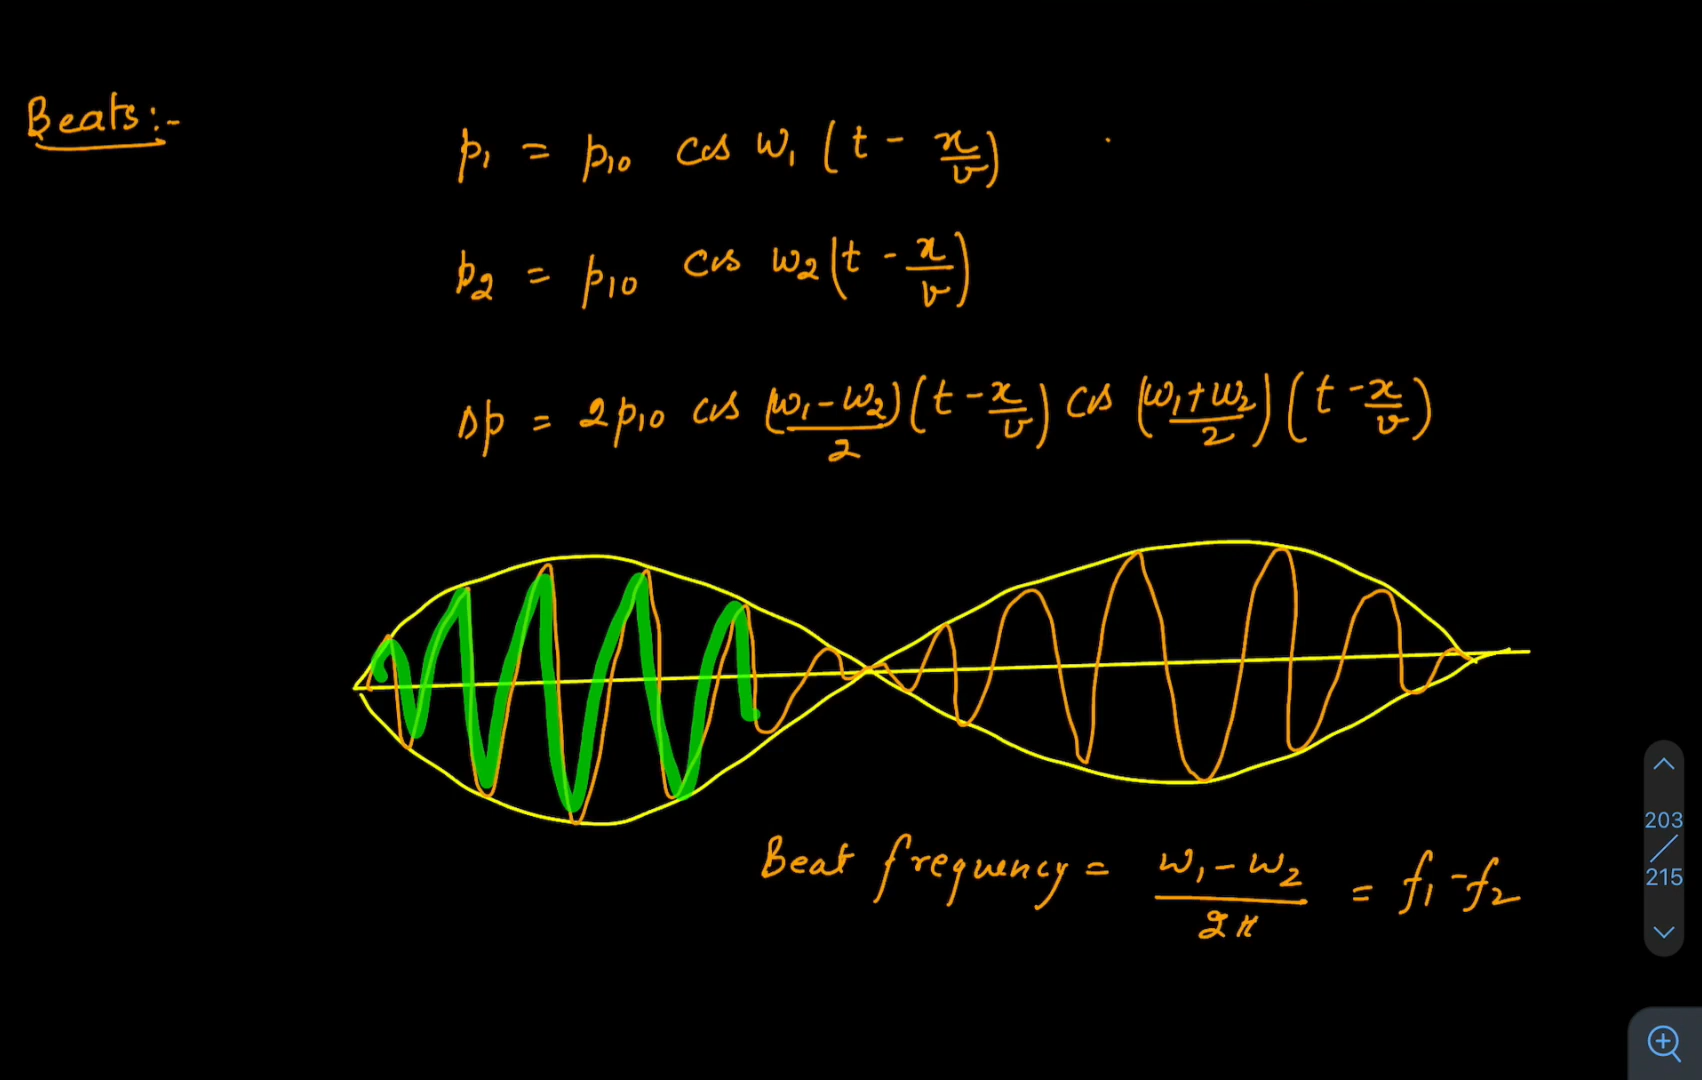 Beats:-
p₁ = p₁₀ cos ω₁ (t - x/v)
p₂ = p₁₀ cos ω₂ (t - x/v)
Δp = 2p₁₀ cos (ω₁-ω₂)/2 (t - x/v) cos (ω₁+ω₂)/2 (t - x/v)
Beat frequency = ω₁-ω₂/2π = f₁-f₂
203
/
215